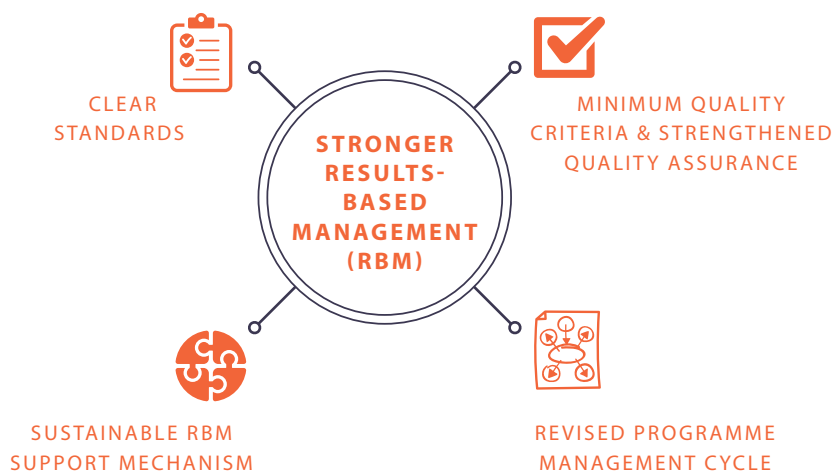 CLEAR
STANDARDS
MINIMUM QUALITY
CRITERIA & STRENGTHENED
QUALITY ASSURANCE
STRONGER
RESULTS-
BASED
MANAGEMENT
(RBM)
SUSTAINABLE RBM
SUPPORT MECHANISM
REVISED PROGRAMME
MANAGEMENT CYCLE